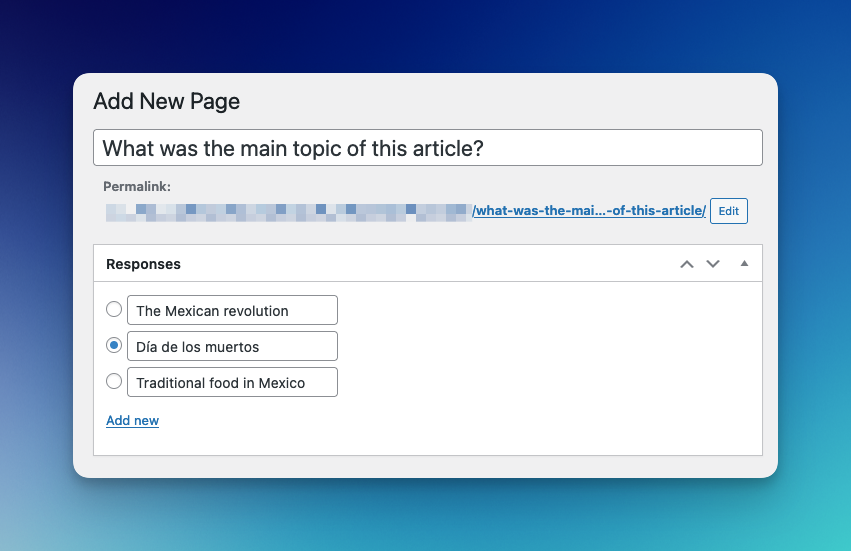 Add New Page
What was the main topic of this article?
Permalink:
/what-was-the-mai...-of-this-article/ Edit
Responses
The Mexican revolution
Día de los muertos
Traditional food in Mexico
Add new